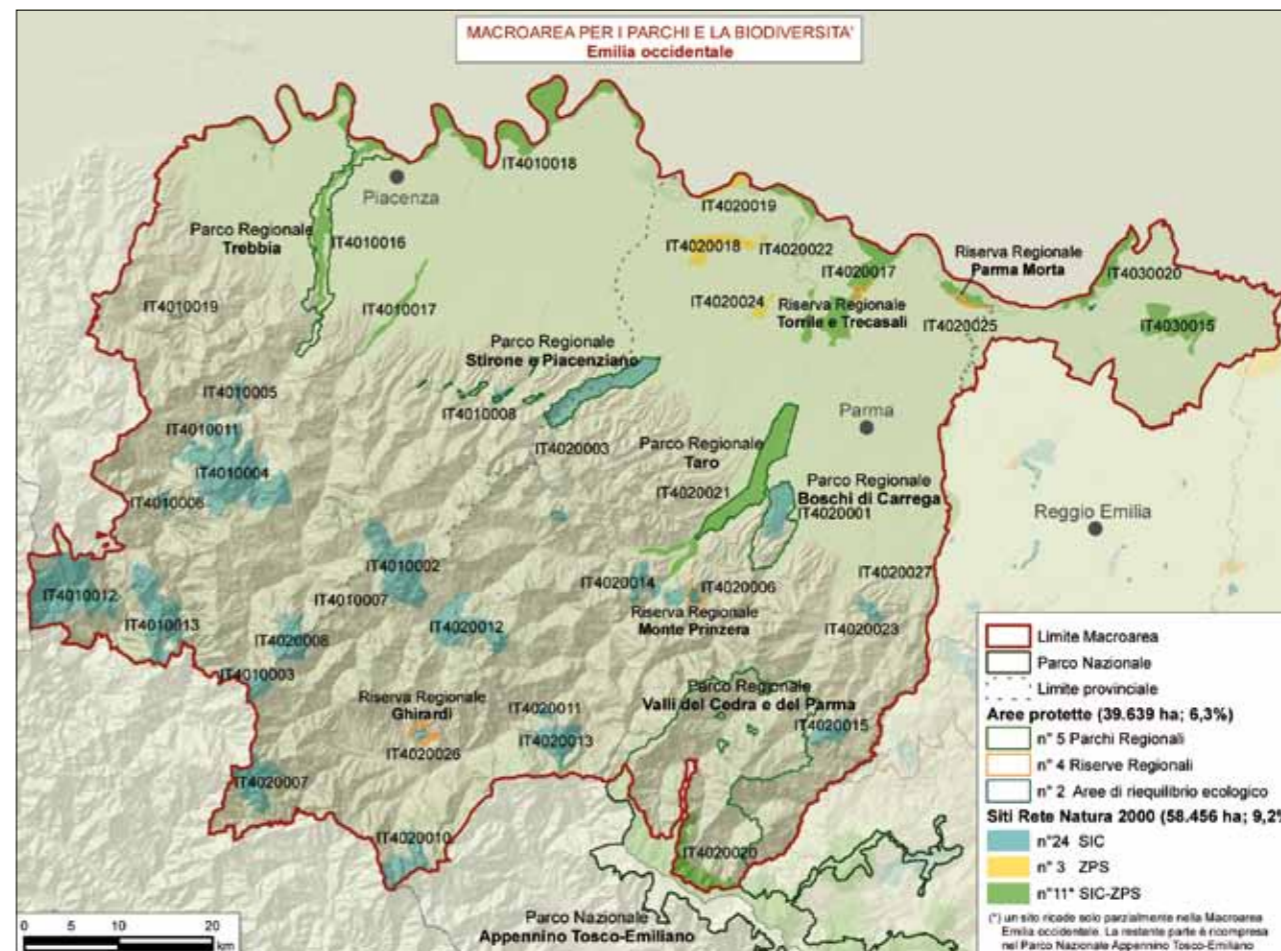 MACROAREA PER I PARCHI E LA BIODIVERSITA'
Emilia occidentale
IT4010018
Piacenza
IT4020019
Parco Regionale
Trebbia
IT4010016
IT4020018
IT4020022
Riserva Regionale
Parma Morta
IT4030020
IT4020017
IT4010019
IT4010017
IT4020024
Riserva Regionale
Torrile e Trecasali
IT4020025
IT4030015
Parco Regionale
Stirone e Piacenziano
IT4010005
IT4010008
IT4010011
IT4020003
Parma
Parco Regionale
Taro
IT4010004
IT4010006
IT4020021
Parco Regionale
Boschi di Carrega
IT4020001
Reggio Emilia
IT4010002
IT4020027
IT4010012
IT4010007
IT4020014
IT4020006
Riserva Regionale
Monte Prinzera
IT4010013
IT4020008
IT4020012
IT4020023
IT4010003
Riserva Regionale
Ghirardi
IT4020026
IT4020011
IT4020013
Parco Regionale
Valli del Cedra e del Parma
IT4020015
IT4020007
IT4020010
IT4020020
Parco Nazionale
Appennino Tosco-Emiliano
Limite Macroarea
Parco Nazionale
Limite provinciale
Aree protette (39.639 ha; 6,3%)
n° 5 Parchi Regionali
n° 4 Riserve Regionali
n° 2 Aree di riequilibrio ecologico
Siti Rete Natura 2000 (58.456 ha; 9,2%
n°24 SIC
n° 3 ZPS
n°11* SIC-ZPS
(*) un sito ricade solo parzialmente nella Macroarea
Emilia occidentale. La restante parte è ricompresa
nel Parco Nazionale Appennino Tosco-Emiliano
0 5 10 20
km